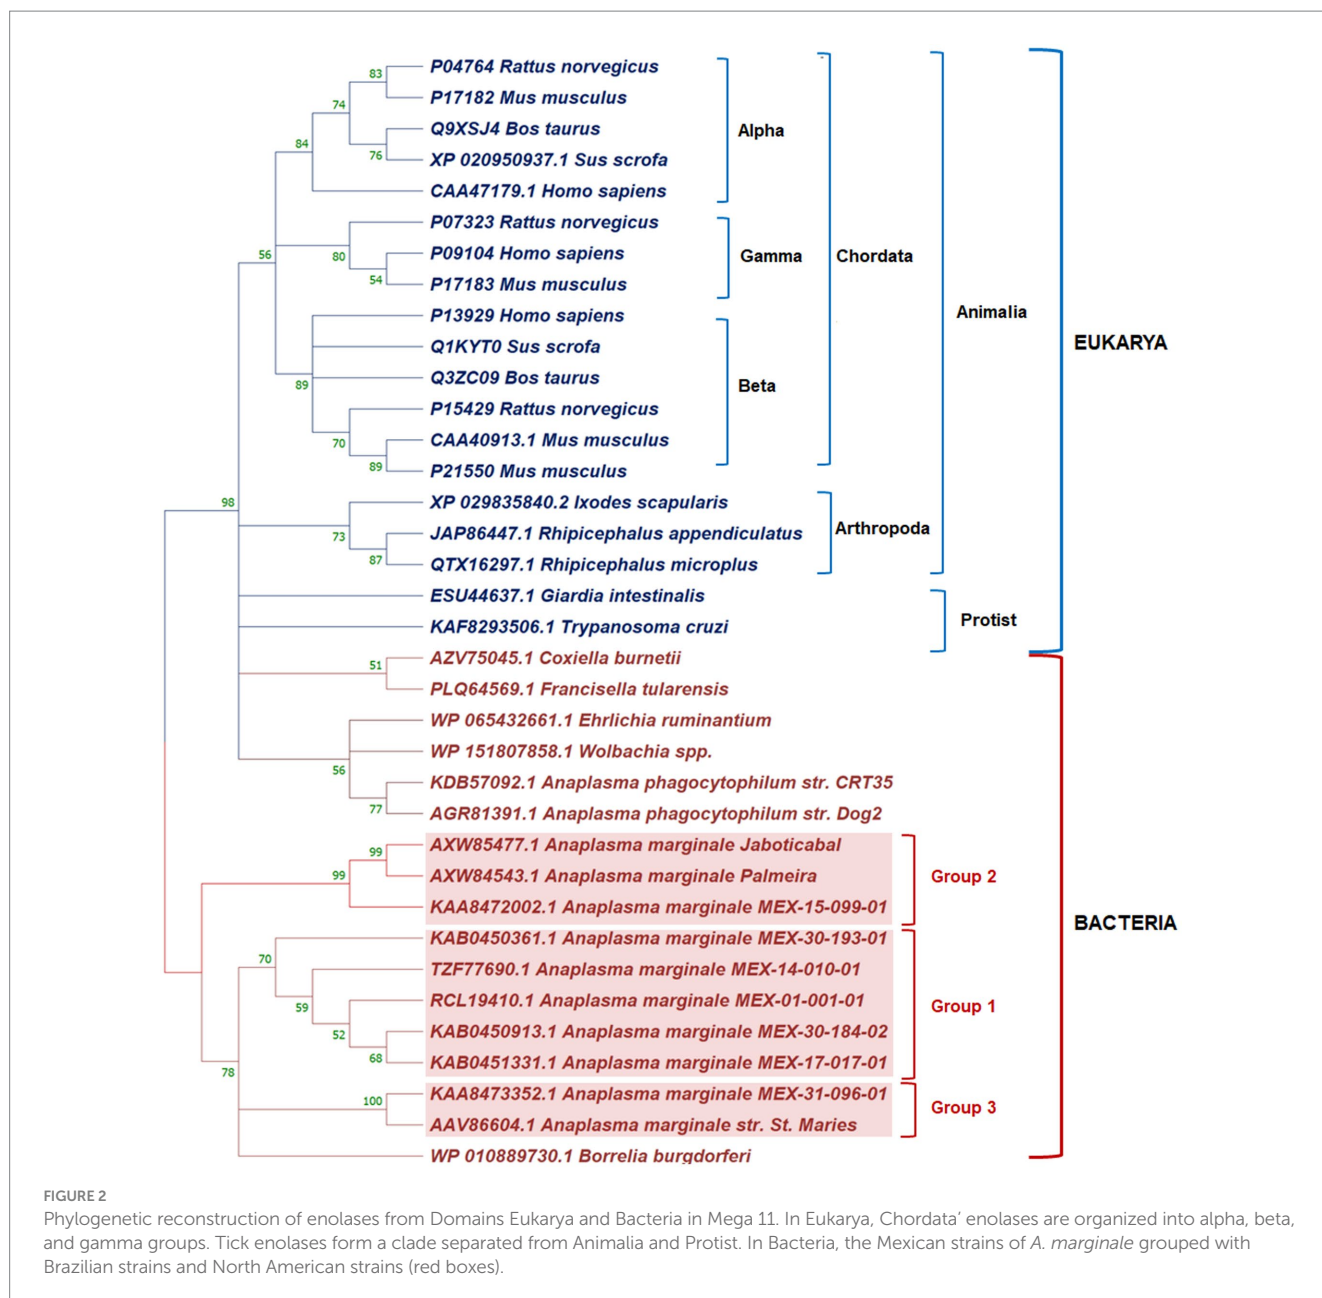 83
P04764 Rattus norvegicus
P17182 Mus musculus
74
Q9XSJ4 Bos taurus
Alpha
84
76
XP 020950937.1 Sus scrofa
CAA47179.1 Homo sapiens
P07323 Rattus norvegicus
56
80
P09104 Homo sapiens
Gamma
Chordata
54
P17183 Mus musculus
P13929 Homo sapiens
Animalia
Q1KYT0 Sus scrofa
EUKARYA
89
Q3ZC09 Bos taurus
Beta
P15429 Rattus norvegicus
70
CAA40913.1 Mus musculus
89
P21550 Mus musculus
98
XP 029835840.2 Ixodes scapularis
73
JAP86447.1 Rhipicephalus appendiculatus
Arthropoda
87
QTX16297.1 Rhipicephalus microplus
ESU44637.1 Giardia intestinalis
KAF8293506.1 Trypanosoma cruzi
Protist
51
AZV75045.1 Coxiella burnetii
PLQ64569.1 Francisella tularensis
WP 065432661.1 Ehrlichia ruminantium
WP 151807858.1 Wolbachia spp.
56
KDB57092.1 Anaplasma phagocytophilum str. CRT35
77
AGR81391.1 Anaplasma phagocytophilum str. Dog2
99
AXW85477.1 Anaplasma marginale Jaboticabal
99
AXW84543.1 Anaplasma marginale Palmeira
Group 2
KAA8472002.1 Anaplasma marginale MEX-15-099-01
BACTERIA
KAB0450361.1 Anaplasma marginale MEX-30-193-01
70
TZF77690.1 Anaplasma marginale MEX-14-010-01
59
RCL19410.1 Anaplasma marginale MEX-01-001-01
Group 1
52
KAB0450913.1 Anaplasma marginale MEX-30-184-02
68
KAB0451331.1 Anaplasma marginale MEX-17-017-01
78
KAA8473352.1 Anaplasma marginale MEX-31-096-01
100
Group 3
AAV86604.1 Anaplasma marginale str. St. Maries
WP 010889730.1 Borrelia burgdorferi
FIGURE 2
Phylogenetic reconstruction of enolases from Domains Eukarya and Bacteria in Mega 11. In Eukarya, Chordata' enolases are organized into alpha, beta,
and gamma groups. Tick enolases form a clade separated from Animalia and Protist. In Bacteria, the Mexican strains of A. marginale grouped with
Brazilian strains and North American strains (red boxes).